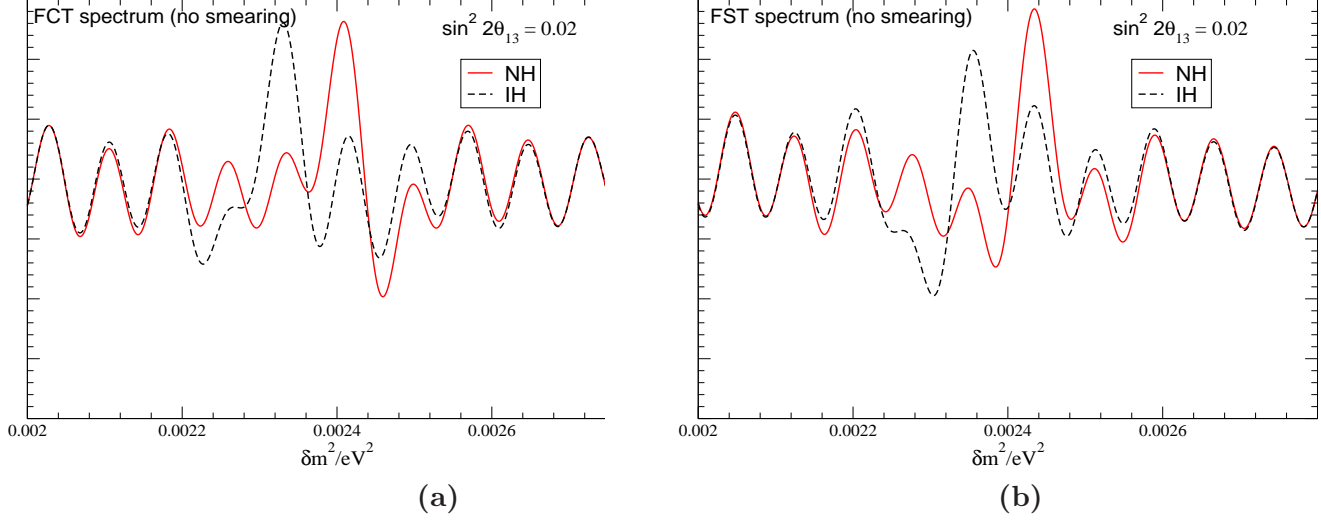 FCT spectrum (no smearing)
sin² 2θ₁₃ = 0.02
NH
IH
0.002
0.0022
0.0024
0.0026
δm²/eV²
(a)
FST spectrum (no smearing)
sin² 2θ₁₃ = 0.02
NH
IH
0.002
0.0022
0.0024
0.0026
δm²/eV²
(b)